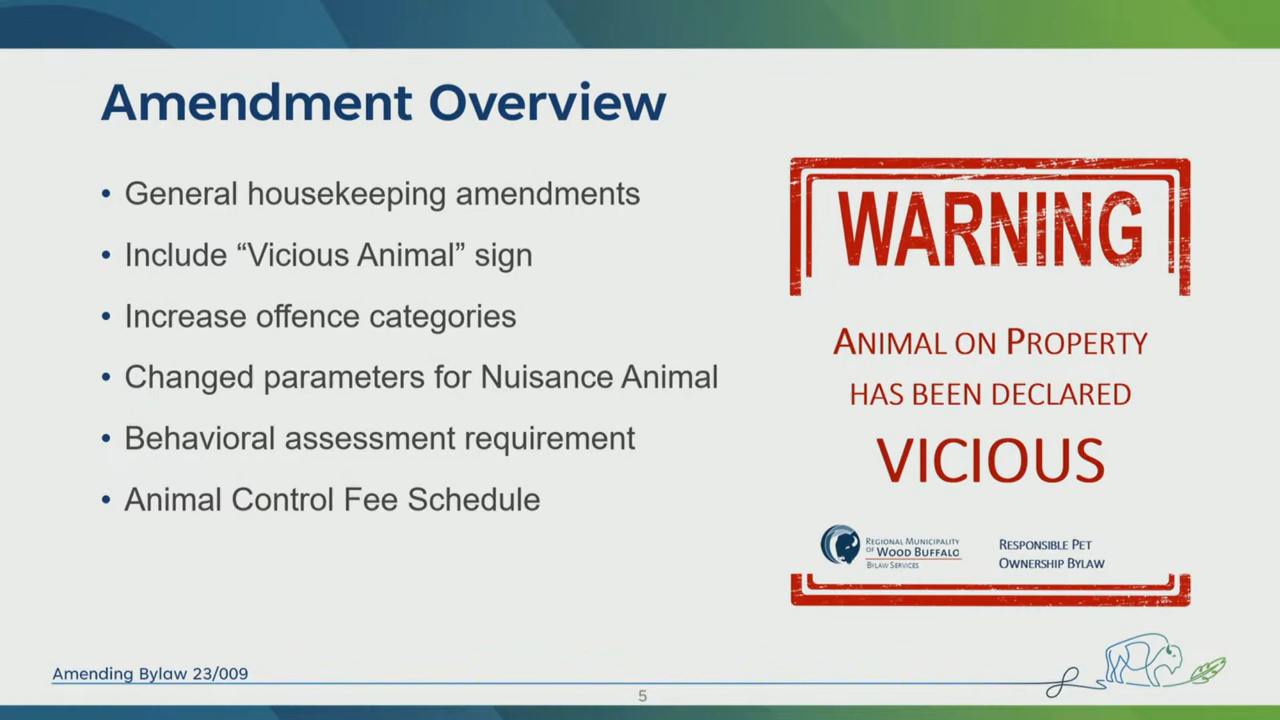 Amendment Overview
• General housekeeping amendments
• Include “Vicious Animal” sign
• Increase offence categories
• Changed parameters for Nuisance Animal
• Behavioral assessment requirement
• Animal Control Fee Schedule
WARNING
ANIMAL ON PROPERTY
HAS BEEN DECLARED
VICIOUS
REGIONAL MUNICIPALITY
OF WOOD BUFFALO
BYLAW SERVICES
RESPONSIBLE PET
OWNERSHIP BYLAW
Amending Bylaw 23/009
5